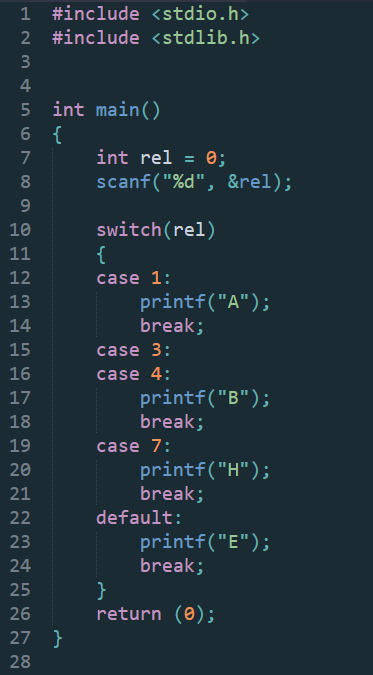 1 #include <stdio.h>
2 #include <stdlib.h>
3
4
5 int main()
6 {
7     int rel = 0;
8     scanf("%d", &rel);
9
10     switch(rel)
11     {
12     case 1:
13         printf("A");
14         break;
15     case 3:
16     case 4:
17         printf("B");
18         break;
19     case 7:
20         printf("H");
21         break;
22     default:
23         printf("E");
24         break;
25     }
26     return (0);
27 }
28